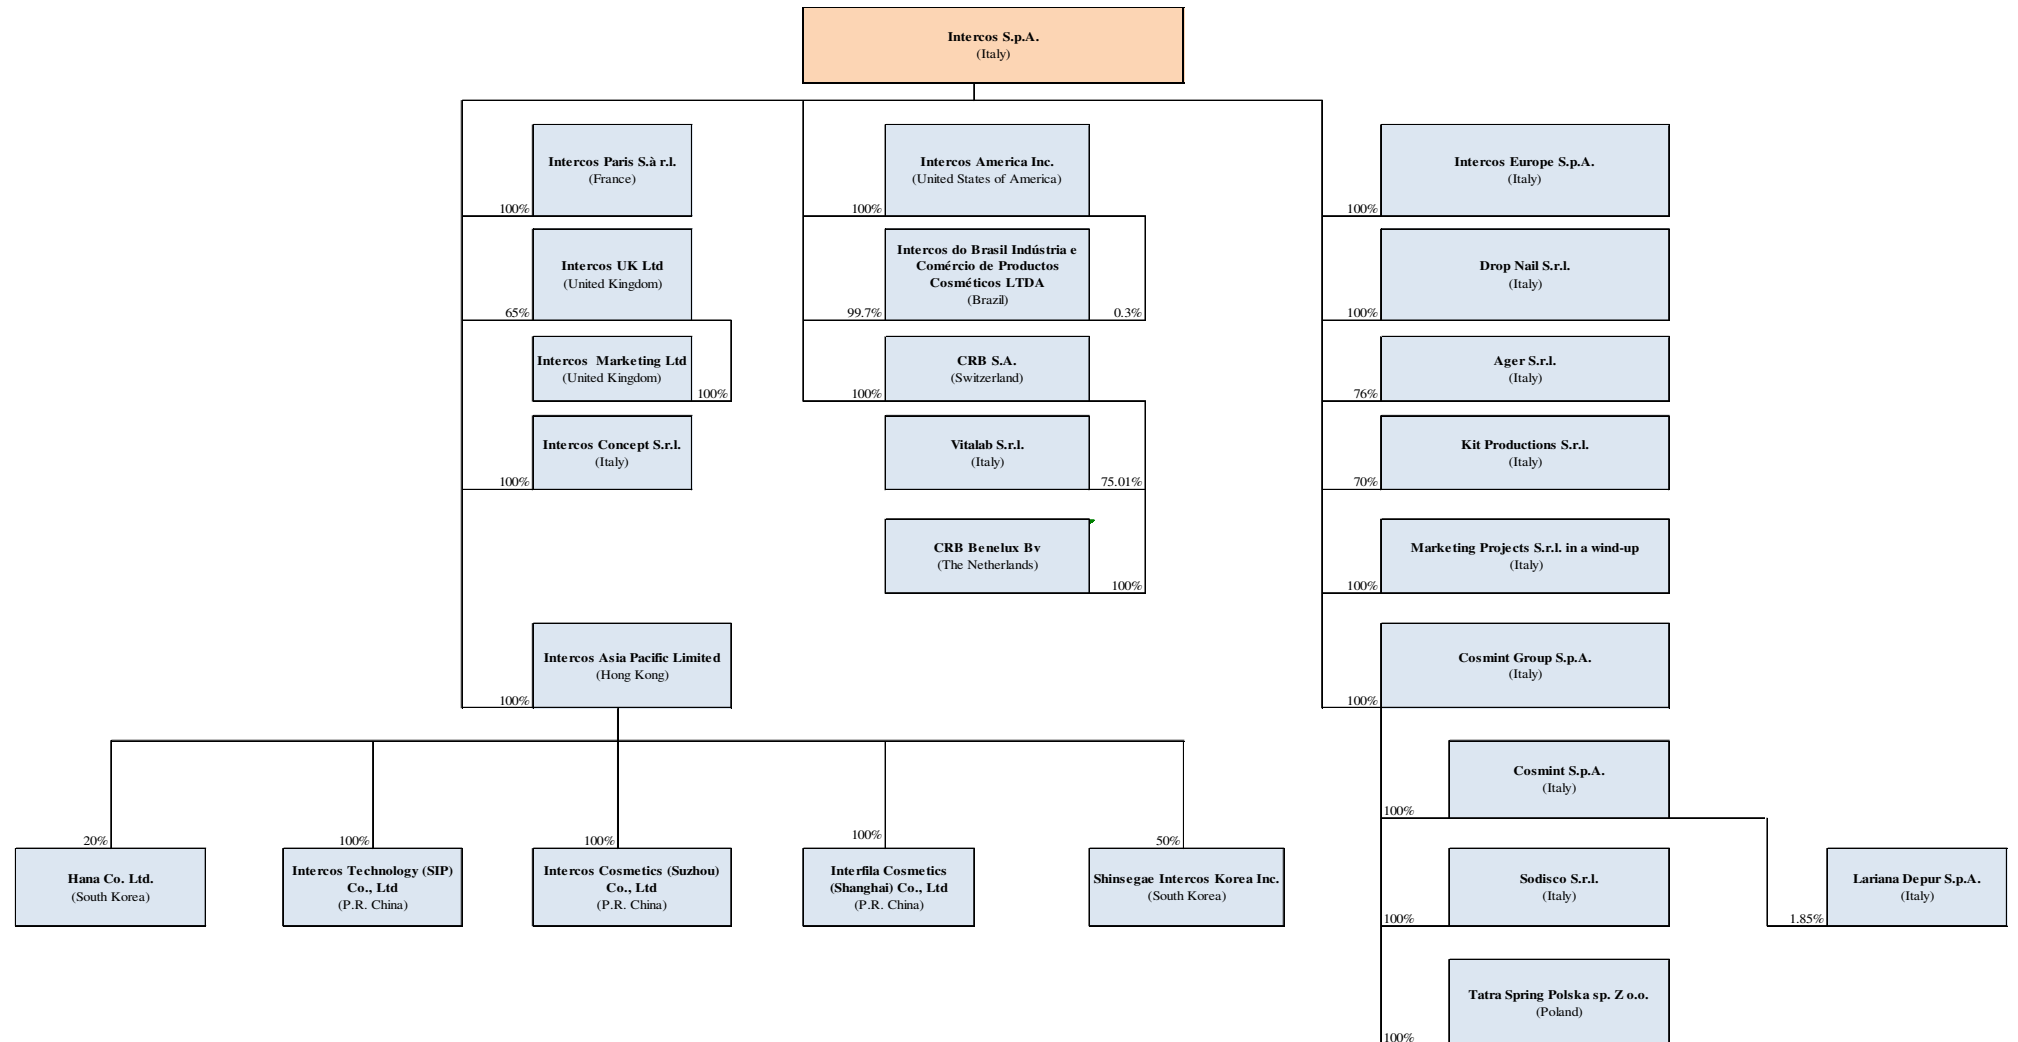 Intercos S.p.A.
(Italy)
Intercos Paris S.à r.l.
(France)
100%
Intercos America Inc.
(United States of America)
100%
Intercos Europe S.p.A.
(Italy)
100%
Intercos UK Ltd
(United Kingdom)
65%
Intercos do Brasil Indústria e
Comércio de Productos
Cosméticos LTDA
(Brazil)
99.7%
0.3%
Drop Nail S.r.l.
(Italy)
100%
Intercos Marketing Ltd
(United Kingdom)
100%
CRB S.A.
(Switzerland)
100%
Ager S.r.l.
(Italy)
76%
Intercos Concept S.r.l.
(Italy)
100%
Vitalab S.r.l.
(Italy)
75.01%
Kit Productions S.r.l.
(Italy)
70%
CRB Benelux Bv
(The Netherlands)
100%
Marketing Projects S.r.l. in a wind-up
(Italy)
100%
Intercos Asia Pacific Limited
(Hong Kong)
100%
Cosmint Group S.p.A.
(Italy)
100%
Cosmint S.p.A.
(Italy)
100%
20%
Hana Co. Ltd.
(South Korea)
100%
Intercos Technology (SIP)
Co., Ltd
(P.R. China)
100%
Intercos Cosmetics (Suzhou)
Co., Ltd
(P.R. China)
100%
Interfila Cosmetics
(Shanghai) Co., Ltd
(P.R. China)
50%
Shinsegae Intercos Korea Inc.
(South Korea)
Sodisco S.r.l.
(Italy)
100%
Lariana Depur S.p.A.
(Italy)
1.85%
Tatra Spring Polska sp. Z o.o.
(Poland)
100%